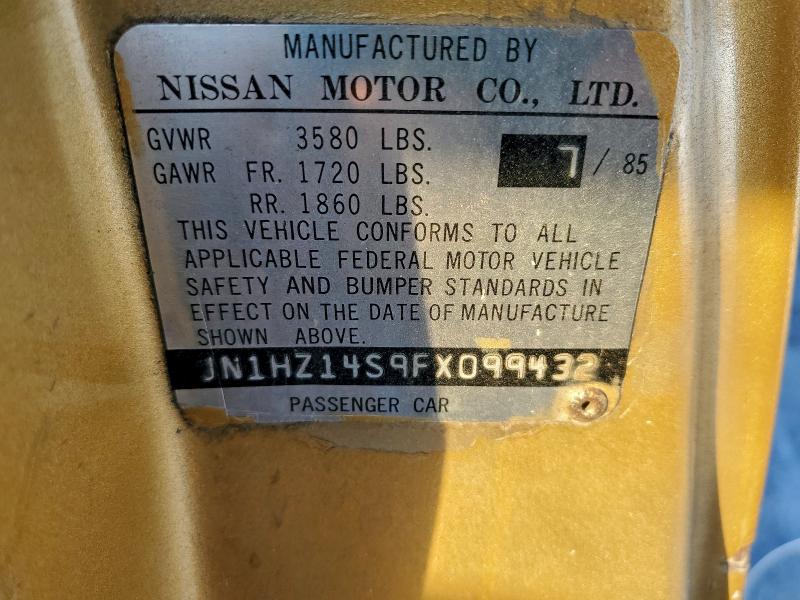 MANUFACTURED BY
NISSAN MOTOR CO., LTD.
GVWR 3580 LBS.
GAWR FR. 1720 LBS. 7 / 85
RR. 1860 LBS.
THIS VEHICLE CONFORMS TO ALL
APPLICABLE FEDERAL MOTOR VEHICLE
SAFETY AND BUMPER STANDARDS IN
EFFECT ON THE DATE OF MANUFACTURE
SHOWN ABOVE.
JN1HZ14S9FX099432
PASSENGER CAR